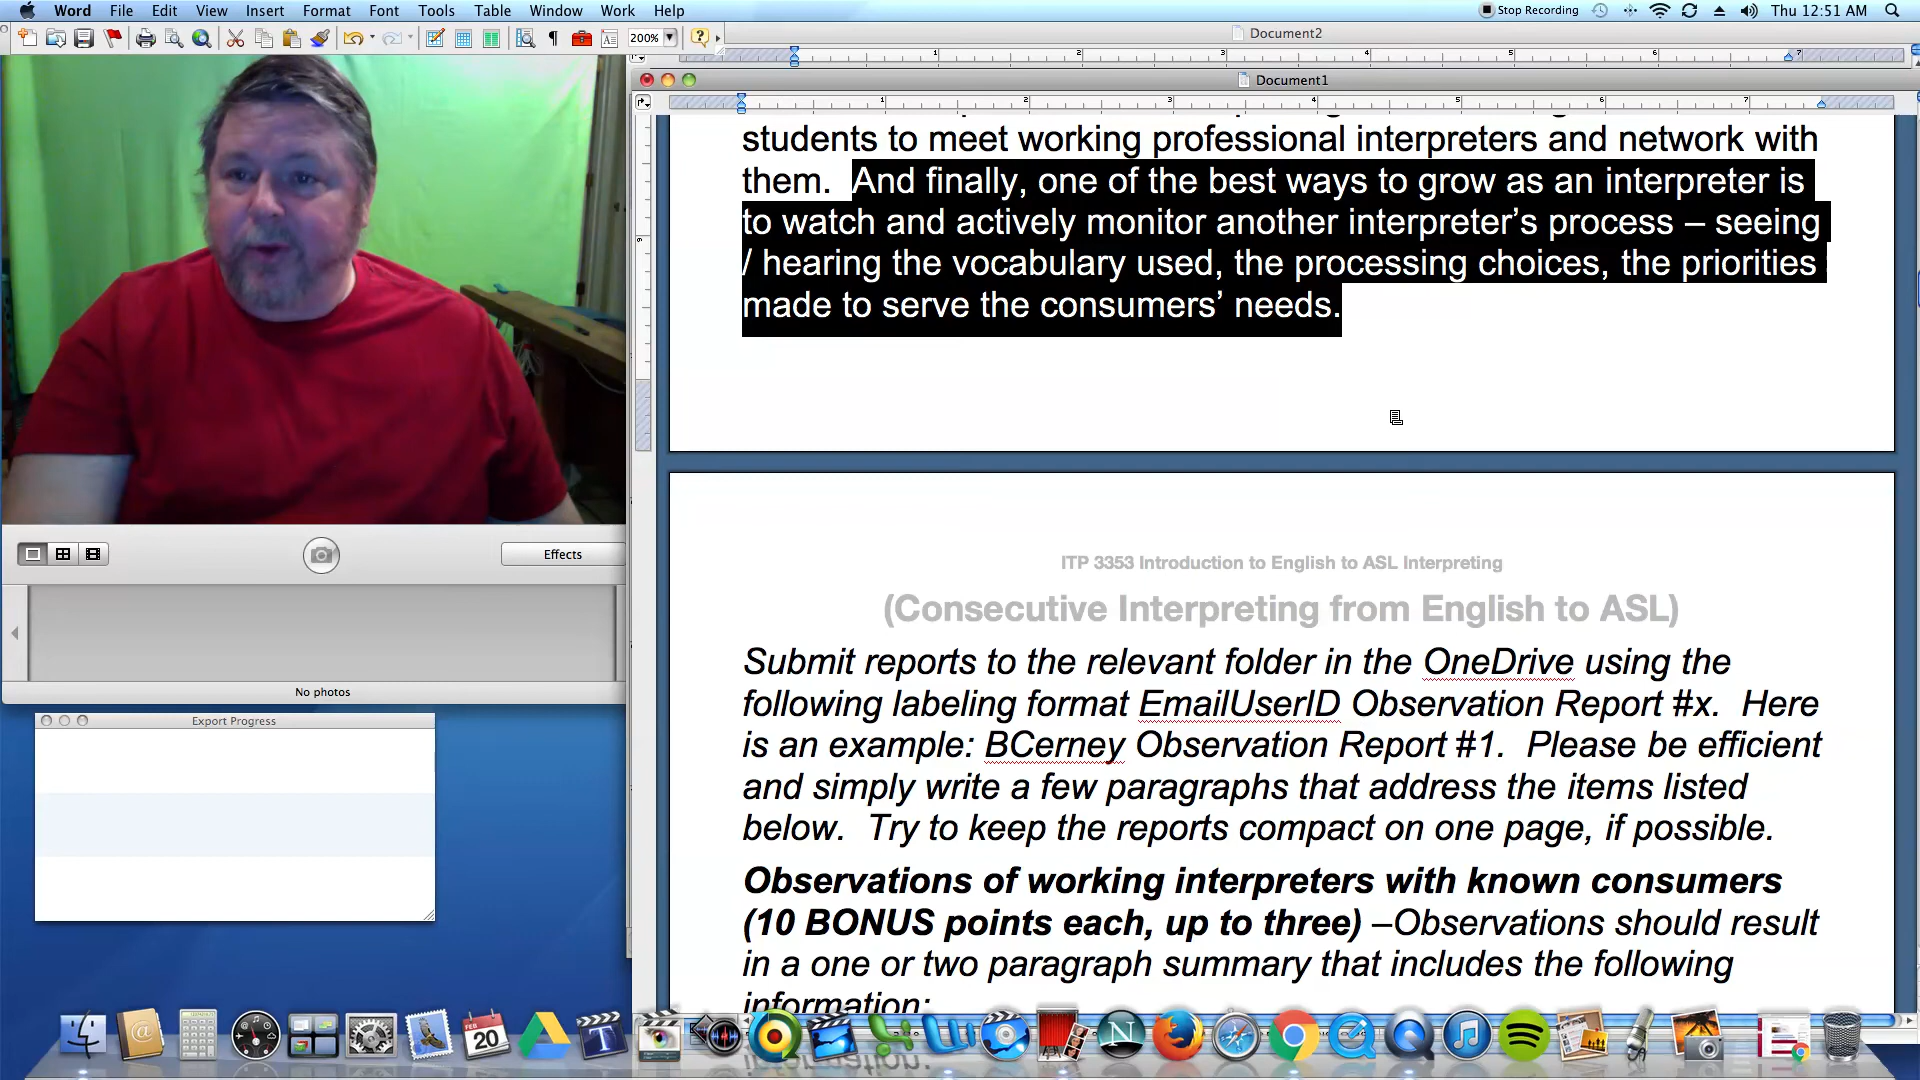 Word File Edit View Insert Format Font Tools Table Window Work Help
Stop Recording Thu 12:51 AM
200%
Document2
Document1
students to meet working professional interpreters and network with
them. And finally, one of the best ways to grow as an interpreter is
to watch and actively monitor another interpreter’s process – seeing
/ hearing the vocabulary used, the processing choices, the priorities
made to serve the consumers’ needs.
ITP 3353 Introduction to English to ASL Interpreting
(Consecutive Interpreting from English to ASL)
Submit reports to the relevant folder in the OneDrive using the
following labeling format EmailUserID Observation Report #x. Here
is an example: BCerney Observation Report #1. Please be efficient
and simply write a few paragraphs that address the items listed
below. Try to keep the reports compact on one page, if possible.
Observations of working interpreters with known consumers
(10 BONUS points each, up to three) –Observations should result
in a one or two paragraph summary that includes the following
information:
Effects
No photos
Export Progress
FEB
20